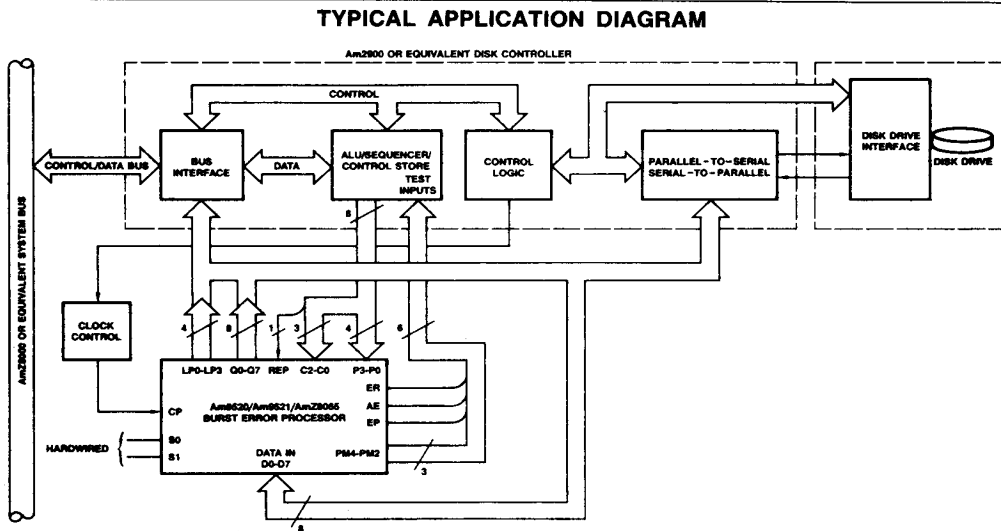 TYPICAL APPLICATION DIAGRAM
Am2900 OR EQUIVALENT DISK CONTROLLER
AmZ8000 OR EQUIVALENT SYSTEM BUS
CONTROL
CONTROL/DATA BUS
BUS
INTERFACE
DATA
ALU/SEQUENCER/
CONTROL STORE
TEST
INPUTS
CONTROL
LOGIC
PARALLEL-TO-SERIAL
SERIAL-TO-PARALLEL
DISK DRIVE
INTERFACE
DISK DRIVE
8
CLOCK
CONTROL
4
8
1
3
4
6
LP0-LP3
Q0-Q7
REP
C2-C0
P3-P0
Am9520/Am9521/AmZ8065
BURST ERROR PROCESSOR
ER
AE
EP
CP
HARDWIRED
S0
S1
DATA IN
D0-D7
PM4-PM2
3
8